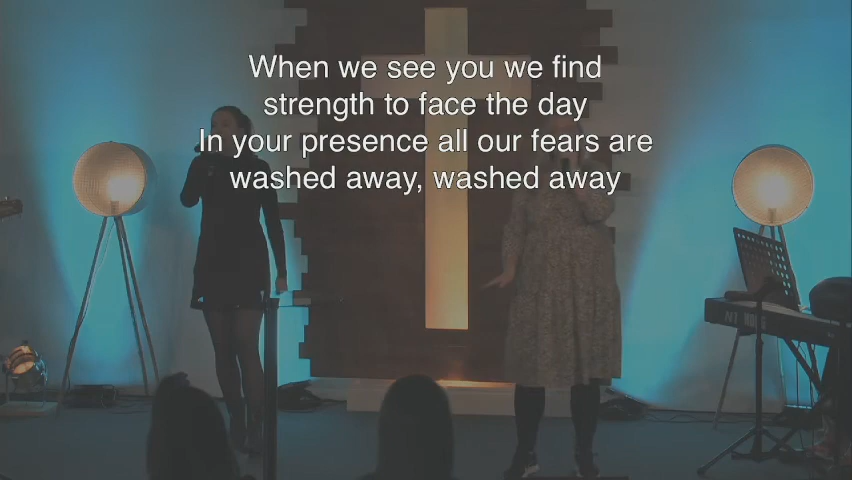 When we see you we find
strength to face the day
In your presence all our fears are
washed away, washed away